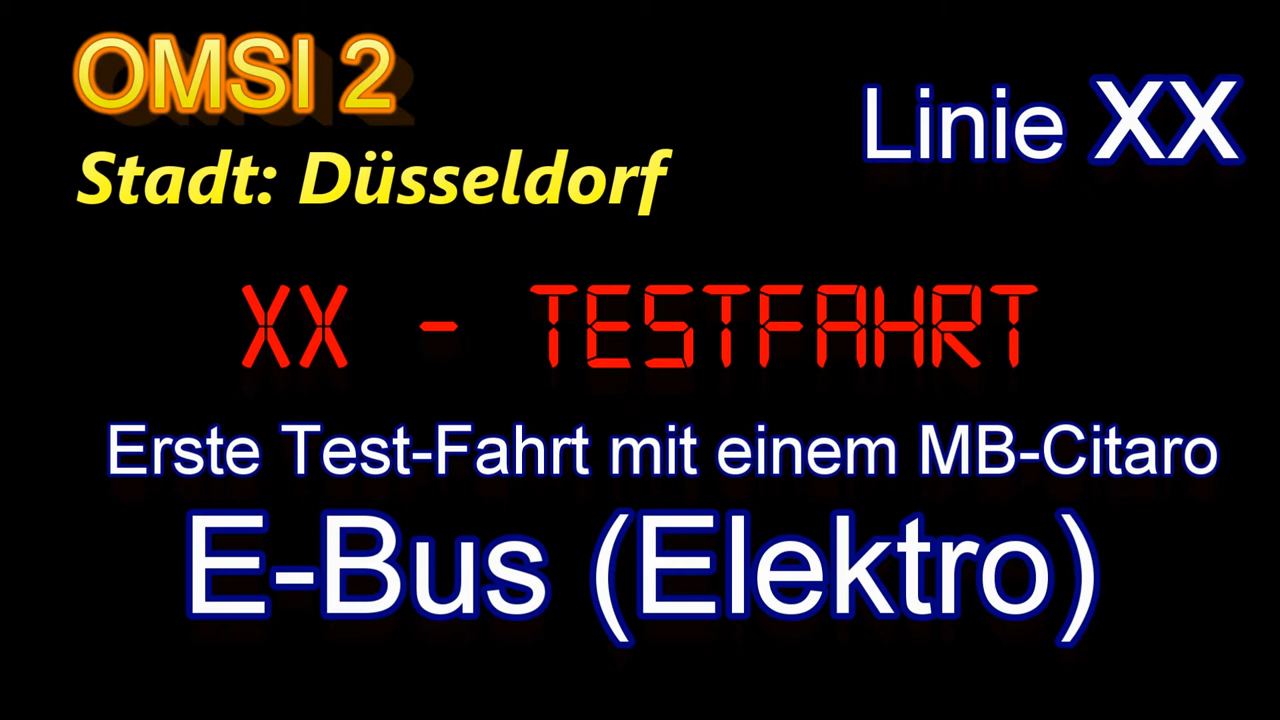 OMSI 2
Linie XX
Stadt: Düsseldorf
XX - TESTFAHRT
Erste Test-Fahrt mit einem MB-Citaro
E-Bus (Elektro)